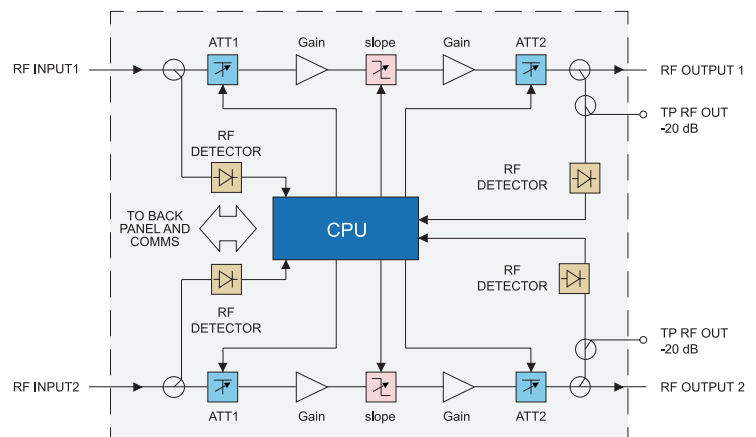 ATT1
Gain
slope
Gain
ATT2
RF INPUT1
RF OUTPUT 1
TP RF OUT
-20 dB
RF
DETECTOR
RF
DETECTOR
TO BACK
PANEL AND
COMMS
CPU
RF
DETECTOR
RF
DETECTOR
TP RF OUT
-20 dB
RF INPUT2
RF OUTPUT 2
ATT1
Gain
slope
Gain
ATT2